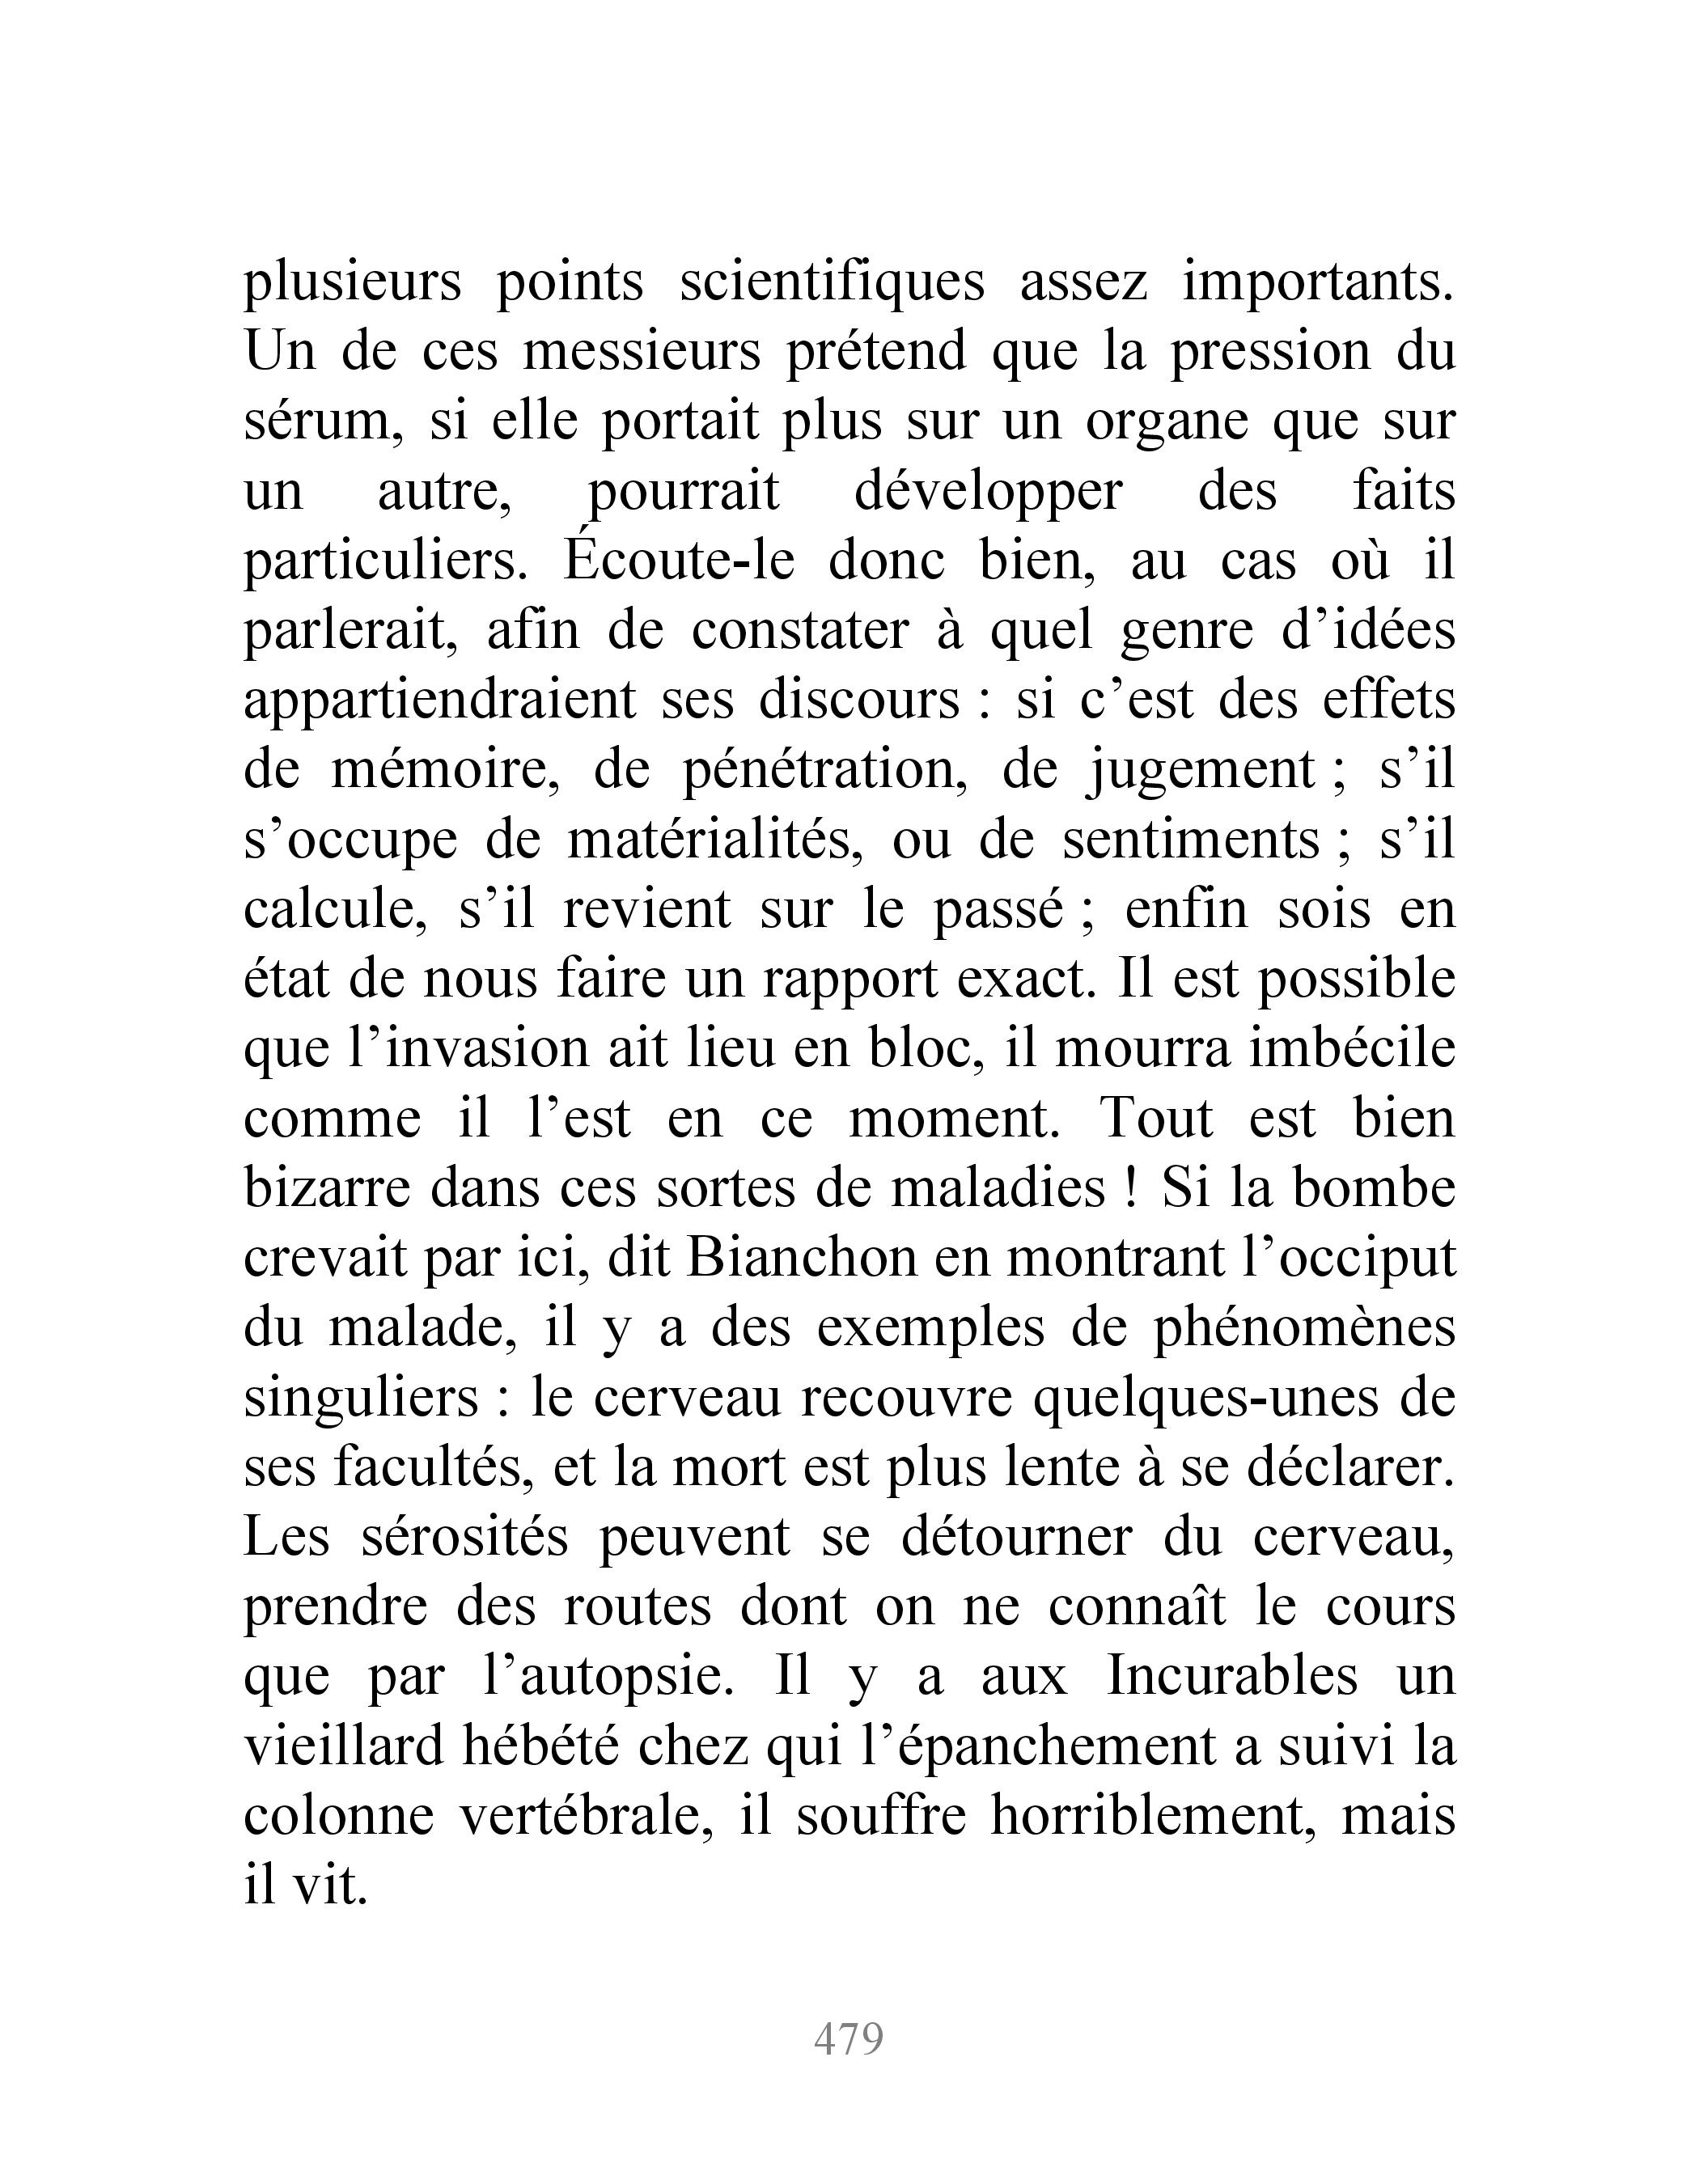 plusieurs points scientifiques assez importants.
Un de ces messieurs prétend que la pression du
sérum, si elle portait plus sur un organe que sur
un autre, pourrait développer des faits
particuliers. Écoute-le donc bien, au cas où il
parlerait, afin de constater à quel genre d’idées
appartiendraient ses discours : si c’est des effets
de mémoire, de pénétration, de jugement ; s’il
s’occupe de matérialités, ou de sentiments ; s’il
calcule, s’il revient sur le passé ; enfin sois en
état de nous faire un rapport exact. Il est possible
que l’invasion ait lieu en bloc, il mourra imbécile
comme il l’est en ce moment. Tout est bien
bizarre dans ces sortes de maladies ! Si la bombe
crevait par ici, dit Bianchon en montrant l’occiput
du malade, il y a des exemples de phénomènes
singuliers : le cerveau recouvre quelques-unes de
ses facultés, et la mort est plus lente à se déclarer.
Les sérosités peuvent se détourner du cerveau,
prendre des routes dont on ne connaît le cours
que par l’autopsie. Il y a aux Incurables un
vieillard hébété chez qui l’épanchement a suivi la
colonne vertébrale, il souffre horriblement, mais
il vit.
479